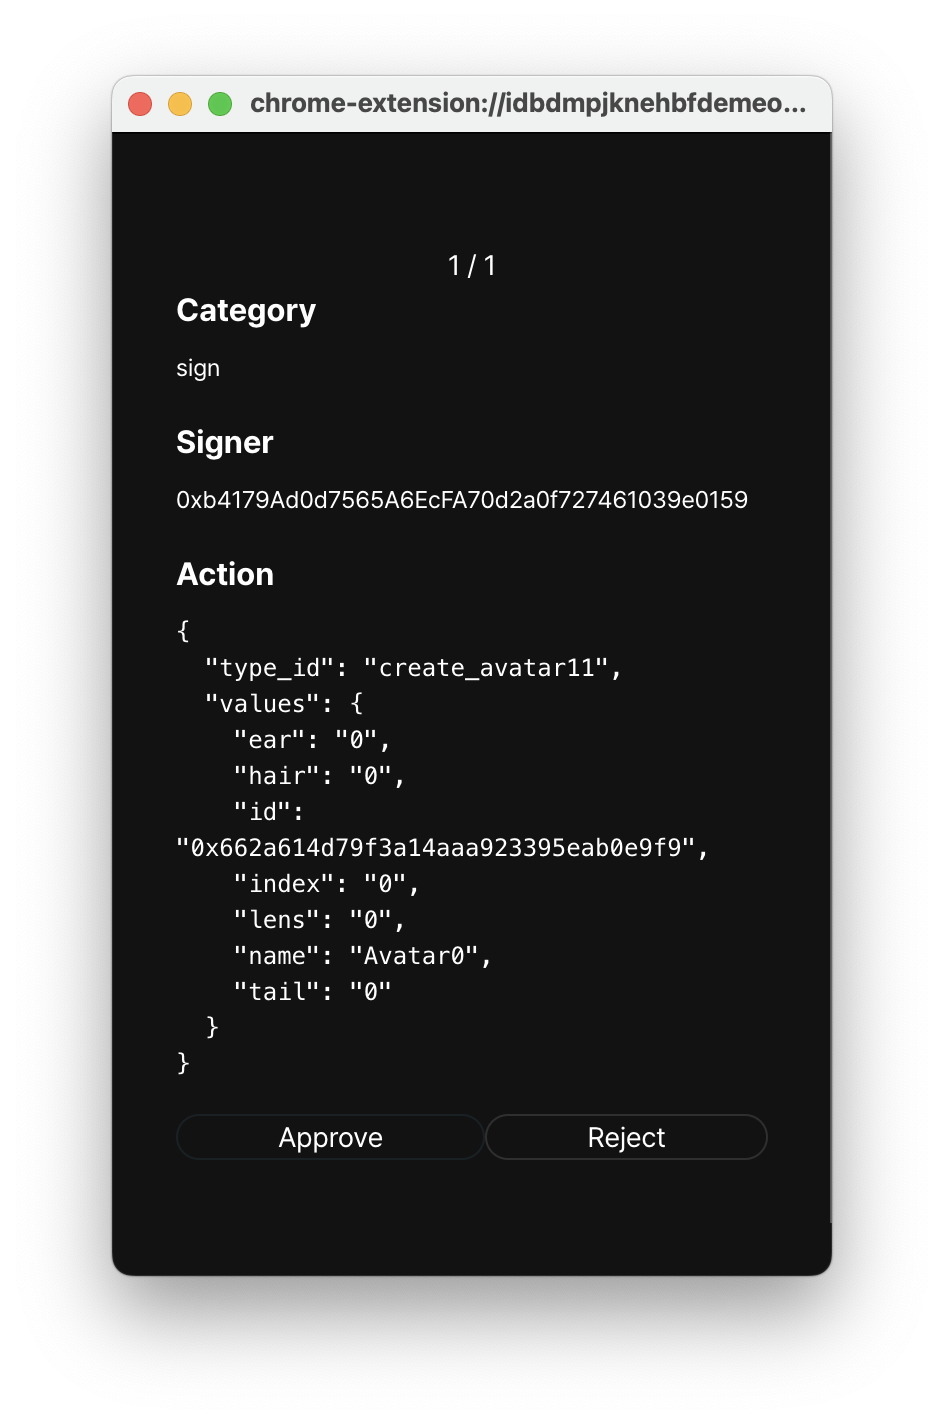 chrome-extension://idbdmpjknehbfdemeo...
1 / 1
Category
sign
Signer
0xb4179Ad0d7565A6EcFA70d2a0f727461039e0159
Action
{
  "type_id": "create_avatar11",
  "values": {
    "ear": "0",
    "hair": "0",
    "id":
"0x662a614d79f3a14aaa923395eab0e9f9",
    "index": "0",
    "lens": "0",
    "name": "Avatar0",
    "tail": "0"
  }
}
Approve
Reject